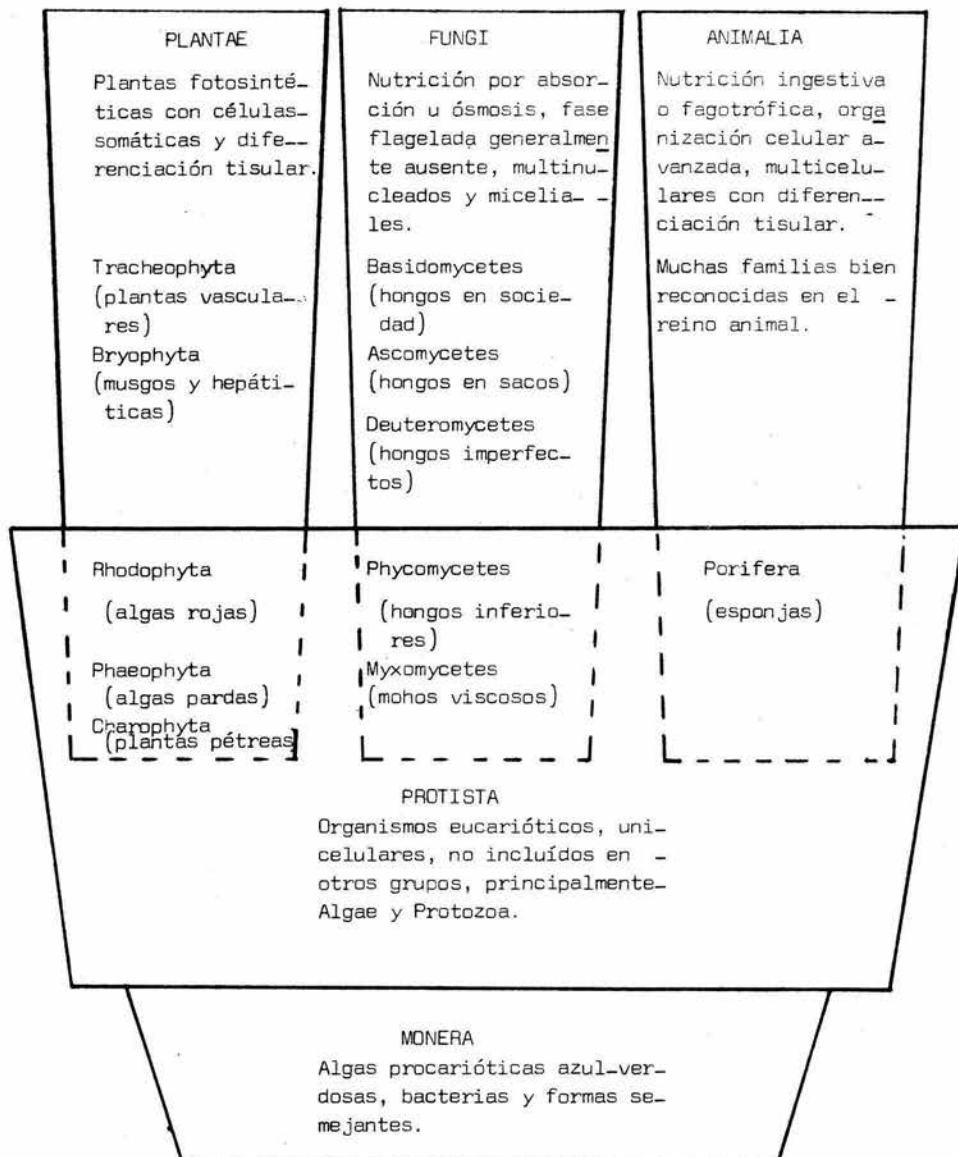 PLANTAE
Plantas fotosinté-
ticas con células-
somáticas y dife--
renciación tisular.
Tracheophyta
(plantas vascula-
res)
Bryophyta
(musgos y hepáti-
ticas)
FUNGI
Nutrición por absor-
ción u ósmosis, fase
flagelada generalmen
te ausente, multinu-
cleados y micelia- -
les.
Basidomycetes
(hongos en socie-
dad)
Ascomycetes
(hongos en sacos)
Deuteromycetes
(hongos imperfec-
tos)
ANIMALIA
Nutrición ingestiva
o fagotrófica, orga
nización celular a-
vanzada, multicelu-
lares con diferen--
ciación tisular.
Muchas familias bien
reconocidas en el -
reino animal.
Rhodophyta
(algas rojas)
Phaeophyta
(algas pardas)
Charophyta
(plantas pétreas)
Phycomycetes
(hongos inferio-
res)
Myxomycetes
(mohos viscosos)
Porifera
(esponjas)
PROTISTA
Organismos eucarióticos, uni-
celulares, no incluídos en -
otros grupos, principalmente-
Algae y Protozoa.
MONERA
Algas procarióticas azul-ver-
dosas, bacterias y formas se-
mejantes.